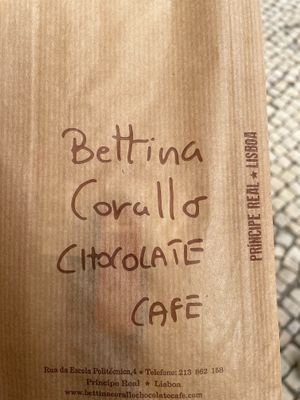 Bettina
Corallo
CHOCOLATE
CAFÉ
PRÍNCIPE REAL ★ LISBOA
Rua da Escola Politécnica,4 ★ Telefone: 213 862 158
Príncipe Real ★ Lisboa
www.bettinacorallochocolatecafe.com